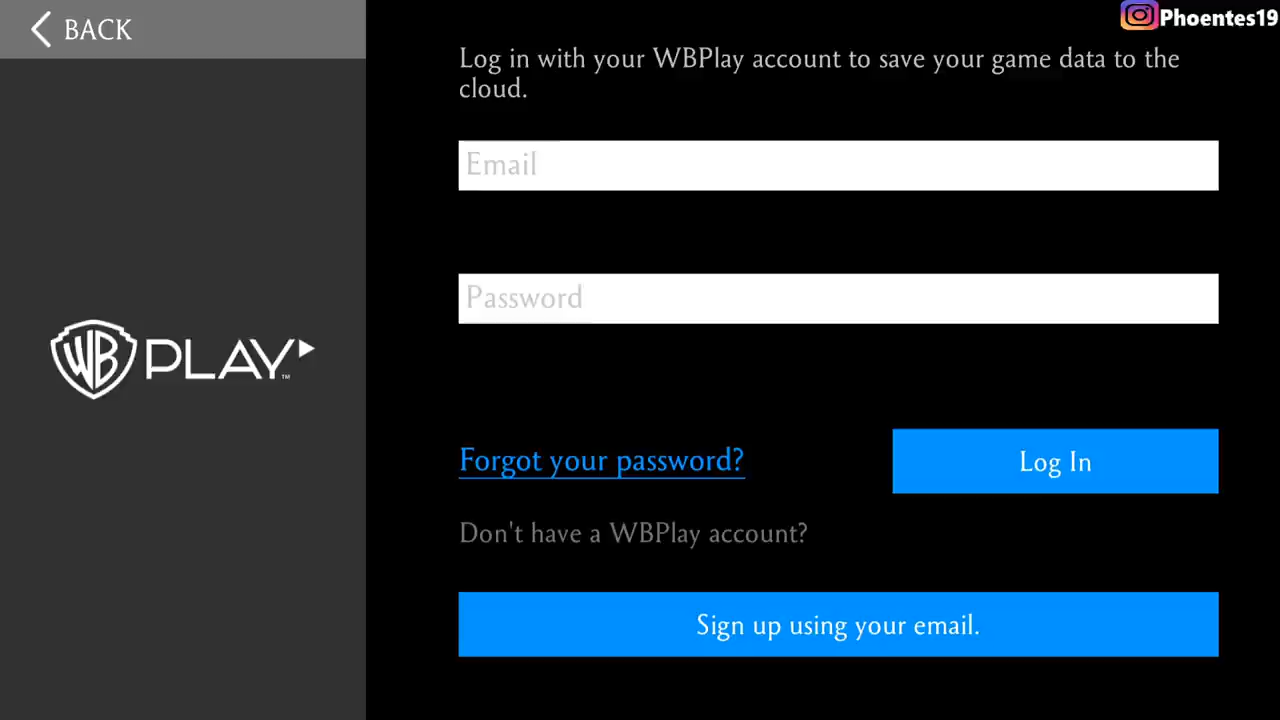 BACK
Phoentes19
Log in with your WBPlay account to save your game data to the
cloud.
Email
Password
WB PLAY™
Forgot your password?
Log In
Don't have a WBPlay account?
Sign up using your email.